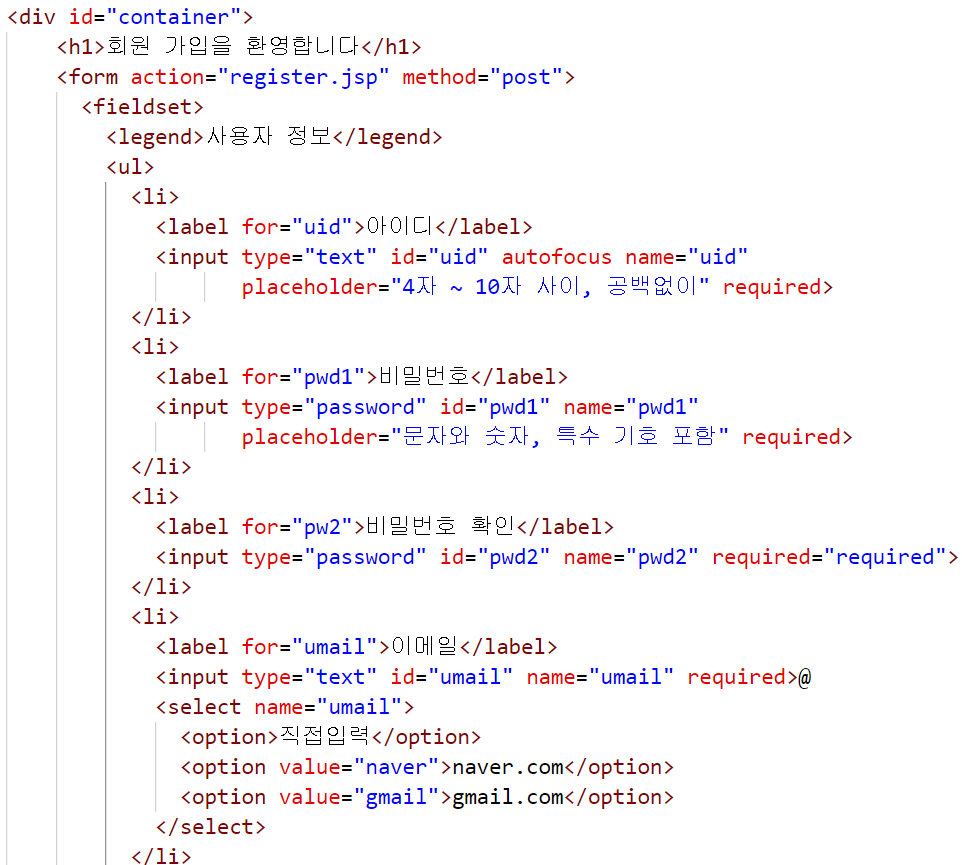 <div id="container">
<h1>회원 가입을 환영합니다</h1>
<form action="register.jsp" method="post">
<fieldset>
<legend>사용자 정보</legend>
<ul>
<li>
<label for="uid">아이디</label>
<input type="text" id="uid" autofocus name="uid"
placeholder="4자 ~ 10자 사이, 공백없이" required>
</li>
<li>
<label for="pwd1">비밀번호</label>
<input type="password" id="pwd1" name="pwd1"
placeholder="문자와 숫자, 특수 기호 포함" required>
</li>
<li>
<label for="pw2">비밀번호 확인</label>
<input type="password" id="pwd2" name="pwd2" required="required">
</li>
<li>
<label for="umail">이메일</label>
<input type="text" id="umail" name="umail" required>@
<select name="umail">
<option>직접입력</option>
<option value="naver">naver.com</option>
<option value="gmail">gmail.com</option>
</select>
</li>